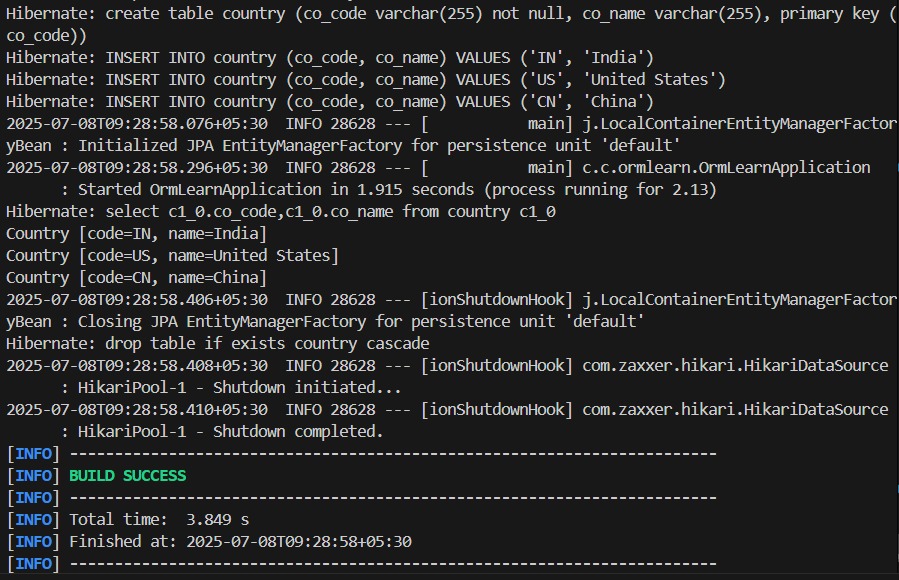 Hibernate: create table country (co_code varchar(255) not null, co_name varchar(255), primary key (
co_code))
Hibernate: INSERT INTO country (co_code, co_name) VALUES ('IN', 'India')
Hibernate: INSERT INTO country (co_code, co_name) VALUES ('US', 'United States')
Hibernate: INSERT INTO country (co_code, co_name) VALUES ('CN', 'China')
2025-07-08T09:28:58.076+05:30  INFO 28628 --- [           main] j.LocalContainerEntityManagerFactor
yBean : Initialized JPA EntityManagerFactory for persistence unit 'default'
2025-07-08T09:28:58.296+05:30  INFO 28628 --- [           main] c.c.ormlearn.OrmLearnApplication
      : Started OrmLearnApplication in 1.915 seconds (process running for 2.13)
Hibernate: select c1_0.co_code,c1_0.co_name from country c1_0
Country [code=IN, name=India]
Country [code=US, name=United States]
Country [code=CN, name=China]
2025-07-08T09:28:58.406+05:30  INFO 28628 --- [ionShutdownHook] j.LocalContainerEntityManagerFactor
yBean : Closing JPA EntityManagerFactory for persistence unit 'default'
Hibernate: drop table if exists country cascade
2025-07-08T09:28:58.408+05:30  INFO 28628 --- [ionShutdownHook] com.zaxxer.hikari.HikariDataSource
      : HikariPool-1 - Shutdown initiated...
2025-07-08T09:28:58.410+05:30  INFO 28628 --- [ionShutdownHook] com.zaxxer.hikari.HikariDataSource
      : HikariPool-1 - Shutdown completed.
[INFO] ------------------------------------------------------------------------
[INFO] BUILD SUCCESS
[INFO] ------------------------------------------------------------------------
[INFO] Total time:  3.849 s
[INFO] Finished at: 2025-07-08T09:28:58+05:30
[INFO] ------------------------------------------------------------------------